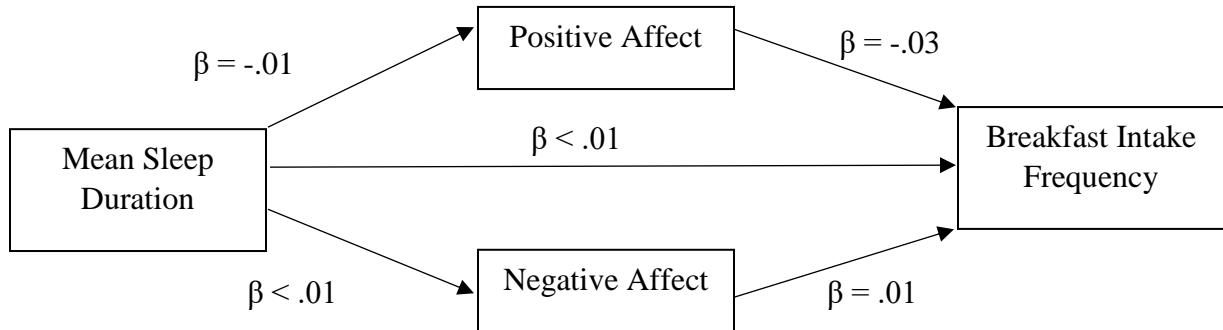 Positive Affect
β = -.01
β = -.03
Mean Sleep
Duration
β < .01
Breakfast Intake
Frequency
Negative Affect
β < .01
β = .01